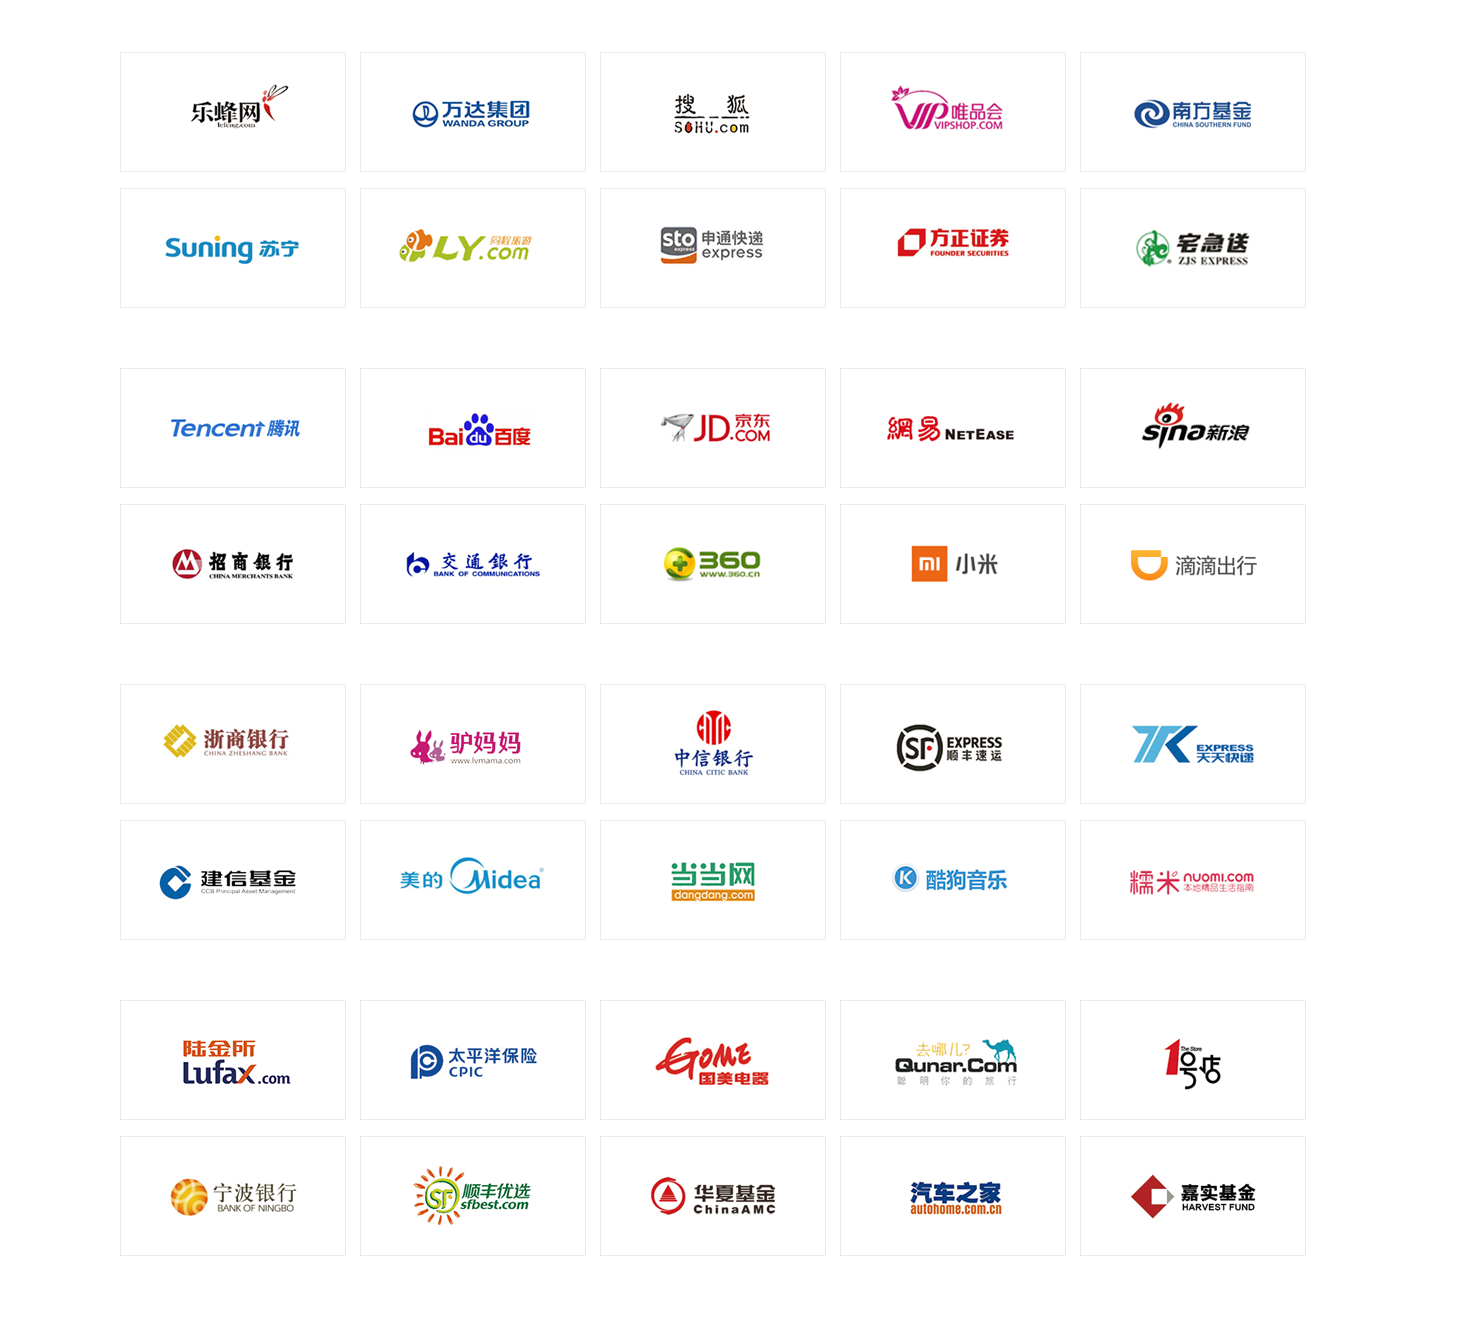 乐蜂网
lefeng.com
万达集团
WANDA GROUP
搜 狐
SOHU.com
VIP 唯品会
VIPSHOP.COM
南方基金
CHINA SOUTHERN FUND
Suning 苏宁
同程旅游
LY.com
sto 申通快递
express express
方正证券
FOUNDER SECURITIES
宅急送
ZJS EXPRESS
Tencent 腾讯
Bai du 百度
JD.COM 京东
網易 NETEASE
sina 新浪
招商银行
CHINA MERCHANTS BANK
交通銀行
BANK OF COMMUNICATIONS
360
www.360.cn
mi 小米
滴滴出行
浙商银行
CHINA ZHESHANG BANK
驴妈妈
www.lvmama.com
中信银行
CHINA CITIC BANK
SF EXPRESS
顺丰速运
TTK EXPRESS
天天快递
建信基金
CCB Principal Asset Management
美的 Midea
当当网
dangdang.com
K 酷狗音乐
糯米 nuomi.com
本地精品生活指南
陆金所
Lufax.com
太平洋保险
CPIC
GOME
国美电器
去哪儿?
Qunar.Com
聪明你的旅行
The Store
1号店
宁波银行
BANK OF NINGBO
SF 顺丰优选
sfbest.com
华夏基金
ChinaAMC
汽车之家
autohome.com.cn
嘉实基金
HARVEST FUND